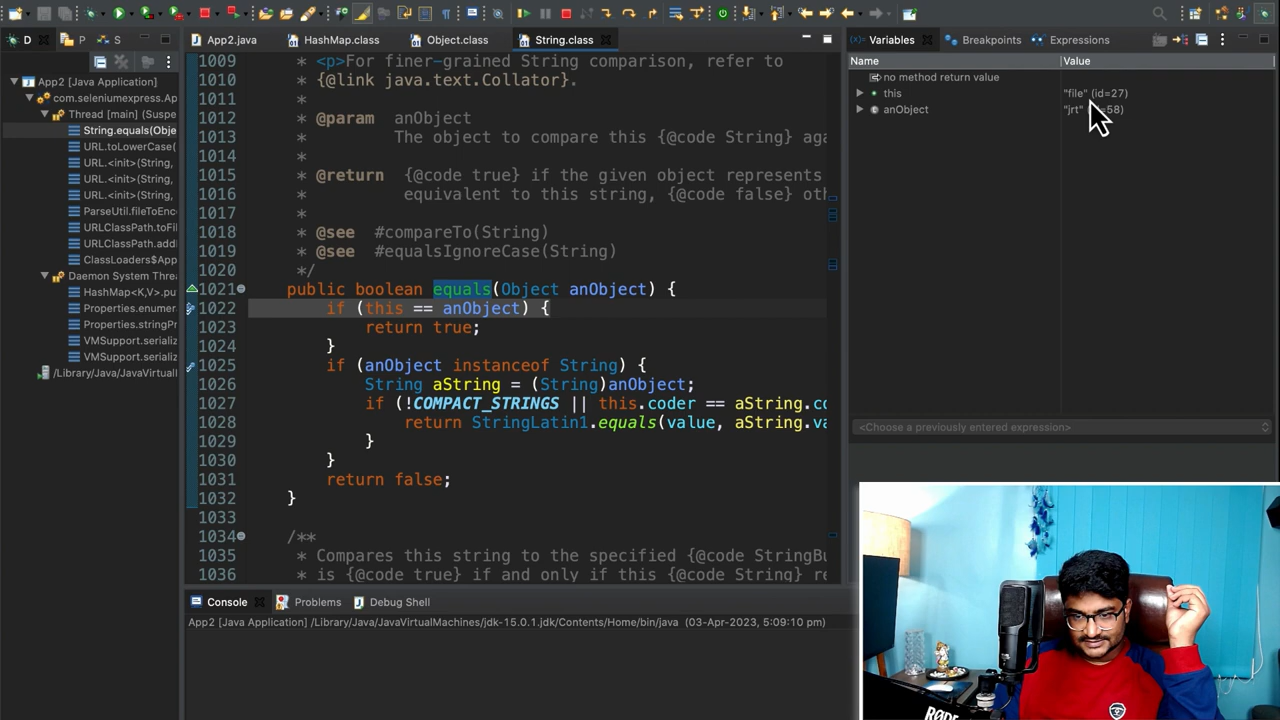 D
P
S
App2 [Java Application]
com.seleniumexpress.Ap
Thread [main] (Suspe
String.equals(Obje
URL.toLowerCase(
URL.<init>(String,
URL.<init>(String,
URL.<init>(String,
ParseUtil.fileToEnc
URLClassPath.toFil
URLClassPath.addl
ClassLoaders$App
Daemon System Thre
HashMap<K,V>.pu
Properties.enumer
Properties.stringPr
VMSupport.serializ
VMSupport.serializ
/Library/Java/JavaVirtuall
App2.java HashMap.class Object.class String.class
1009 * <p>For finer-grained String comparison, refer to
1010 * {@link java.text.Collator}.
1011 *
1012 * @param anObject
1013 * The object to compare this {@code String} aga
1014 *
1015 * @return {@code true} if the given object represents
1016 * equivalent to this string, {@code false} oth
1017 *
1018 * @see #compareTo(String)
1019 * @see #equalsIgnoreCase(String)
1020 */
1021 public boolean equals(Object anObject) {
1022 if (this == anObject) {
1023 return true;
1024 }
1025 if (anObject instanceof String) {
1026 String aString = (String)anObject;
1027 if (!COMPACT_STRINGS || this.coder == aString.co
1028 return StringLatin1.equals(value, aString.va
1029 }
1030 }
1031 return false;
1032 }
1033
1034 /**
1035 * Compares this string to the specified {@code StringBu
1036 * is {@code true} if and only if this {@code String} re
Console Problems Debug Shell
App2 [Java Application] /Library/Java/JavaVirtualMachines/jdk-15.0.1.jdk/Contents/Home/bin/java (03-Apr-2023, 5:09:10 pm)
Variables Breakpoints Expressions
Name Value
no method return value
this "file" (id=27)
anObject "jrt" =58)
<Choose a previously entered expression>
RØDE